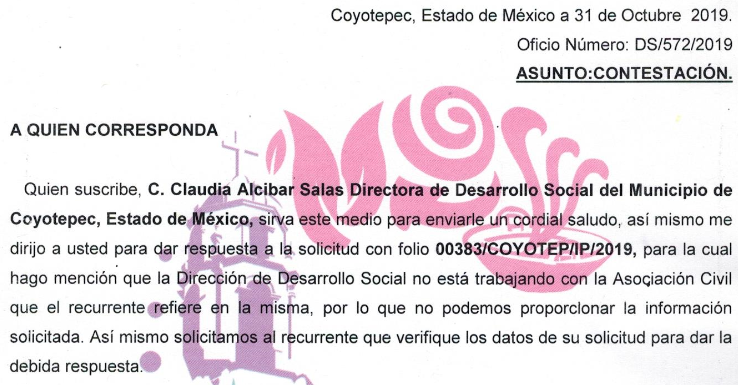 Coyotepec, Estado de México a 31 de Octubre 2019.
Oficio Número: DS/572/2019
ASUNTO:CONTESTACIÓN.
A QUIEN CORRESPONDA
Quien suscribe, C. Claudia Alcibar Salas Directora de Desarrollo Social del Municipio de
Coyotepec, Estado de México, sirva este medio para enviarle un cordial saludo, así mismo me
dirijo a usted para dar respuesta a la solicitud con folio 00383/COYOTEP/IP/2019, para la cual
hago mención que la Dirección de Desarrollo Social no está trabajando con la Asociación Civil
que el recurrente refiere en la misma, por lo que no podemos proporcionar la información
solicitada. Así mismo solicitamos al recurrente que verifique los datos de su solicitud para dar la
debida respuesta.